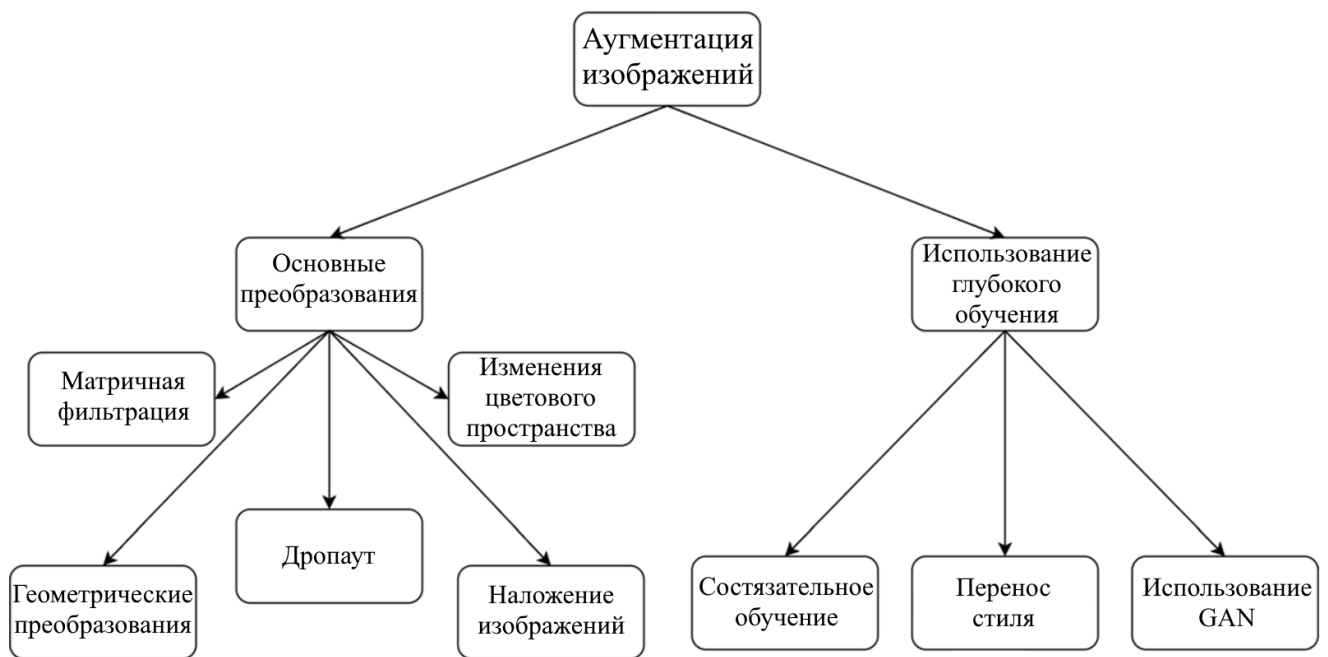 Аугментация
изображений
Основные
преобразования
Использование
глубокого
обучения
Матричная
фильтрация
Изменения
цветового
пространства
Геометрические
преобразования
Дропаут
Наложение
изображений
Состязательное
обучение
Перенос
стиля
Использование
GAN